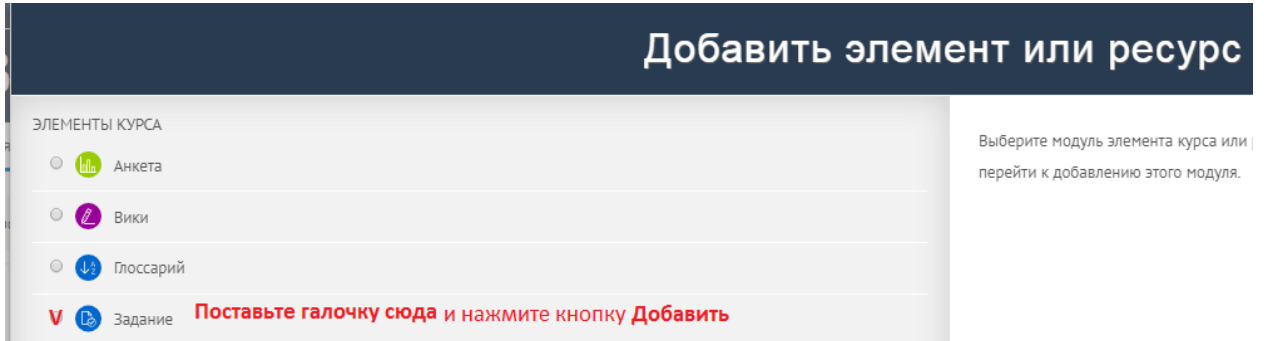 Добавить элемент или ресурс
ЭЛЕМЕНТЫ КУРСА
Анкета
Вики
Глоссарий
V Задание Поставьте галочку сюда и нажмите кнопку Добавить
Выберите модуль элемента курса или
перейти к добавлению этого модуля.